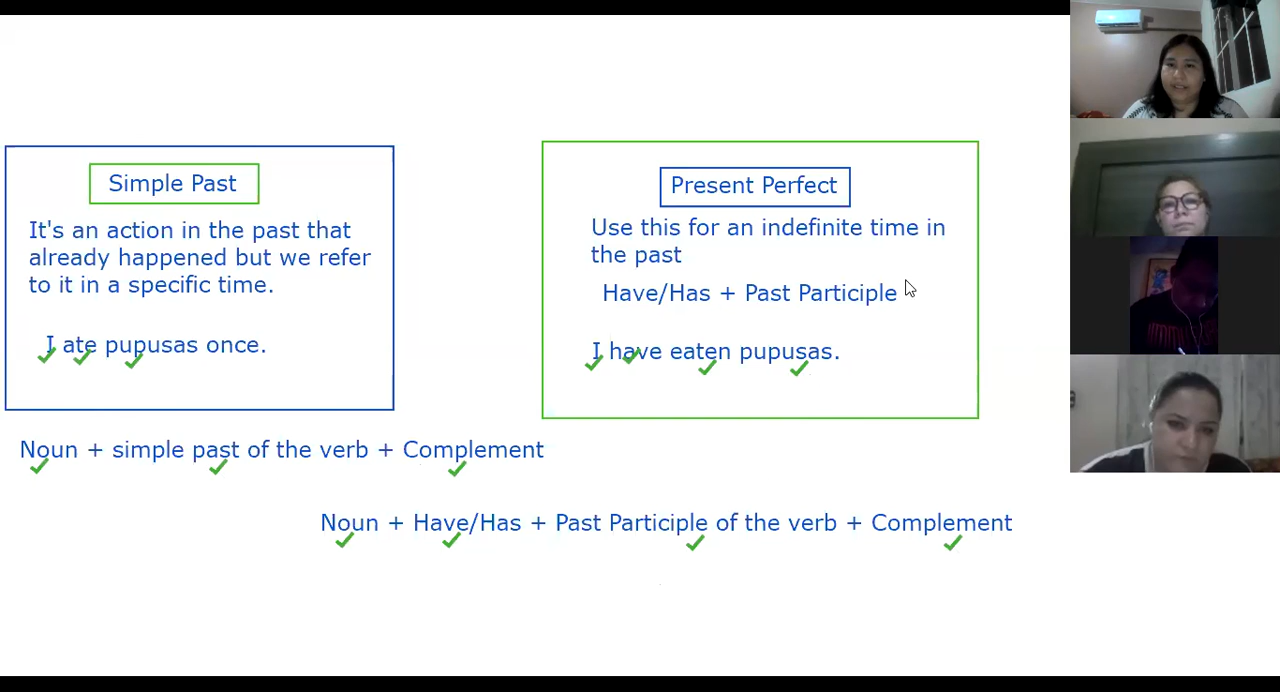 Simple Past
It's an action in the past that
already happened but we refer
to it in a specific time.
I ate pupusas once.
Present Perfect
Use this for an indefinite time in
the past
Have/Has + Past Participle
I have eaten pupusas.
Noun + simple past of the verb + Complement
Noun + Have/Has + Past Participle of the verb + Complement